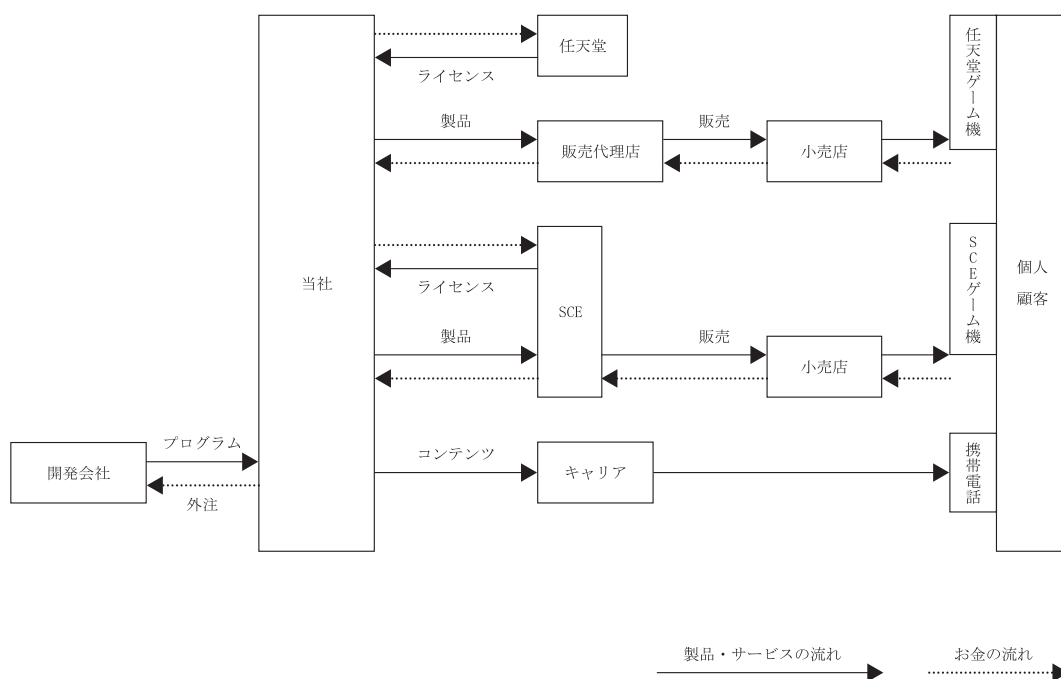 任天堂
ライセンス
製品
販売
販売代理店
小売店
任天堂ゲーム機
当社
ライセンス
SCE
製品
販売
小売店
SCEゲーム機
個人
顧客
プログラム
開発会社
外注
コンテンツ
キャリア
携帯電話
製品・サービスの流れ
お金の流れ